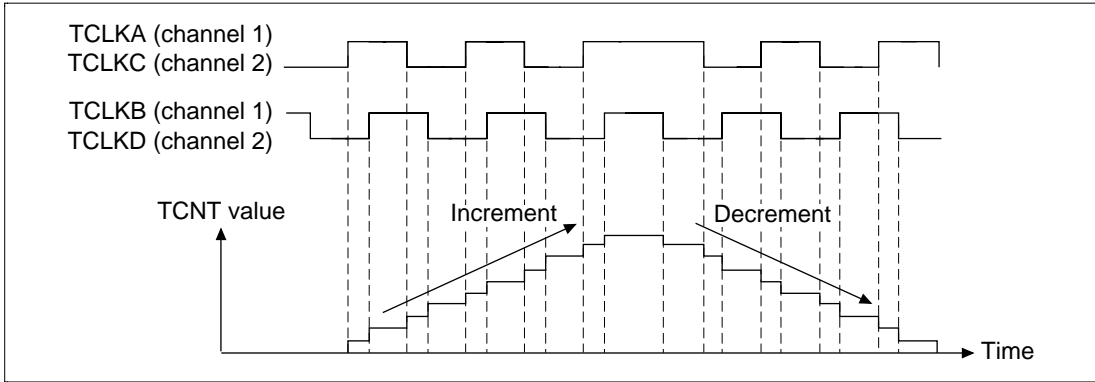 TCLKA (channel 1)
TCLKC (channel 2)
TCLKB (channel 1)
TCLKD (channel 2)
TCNT value
Increment
Decrement
Time